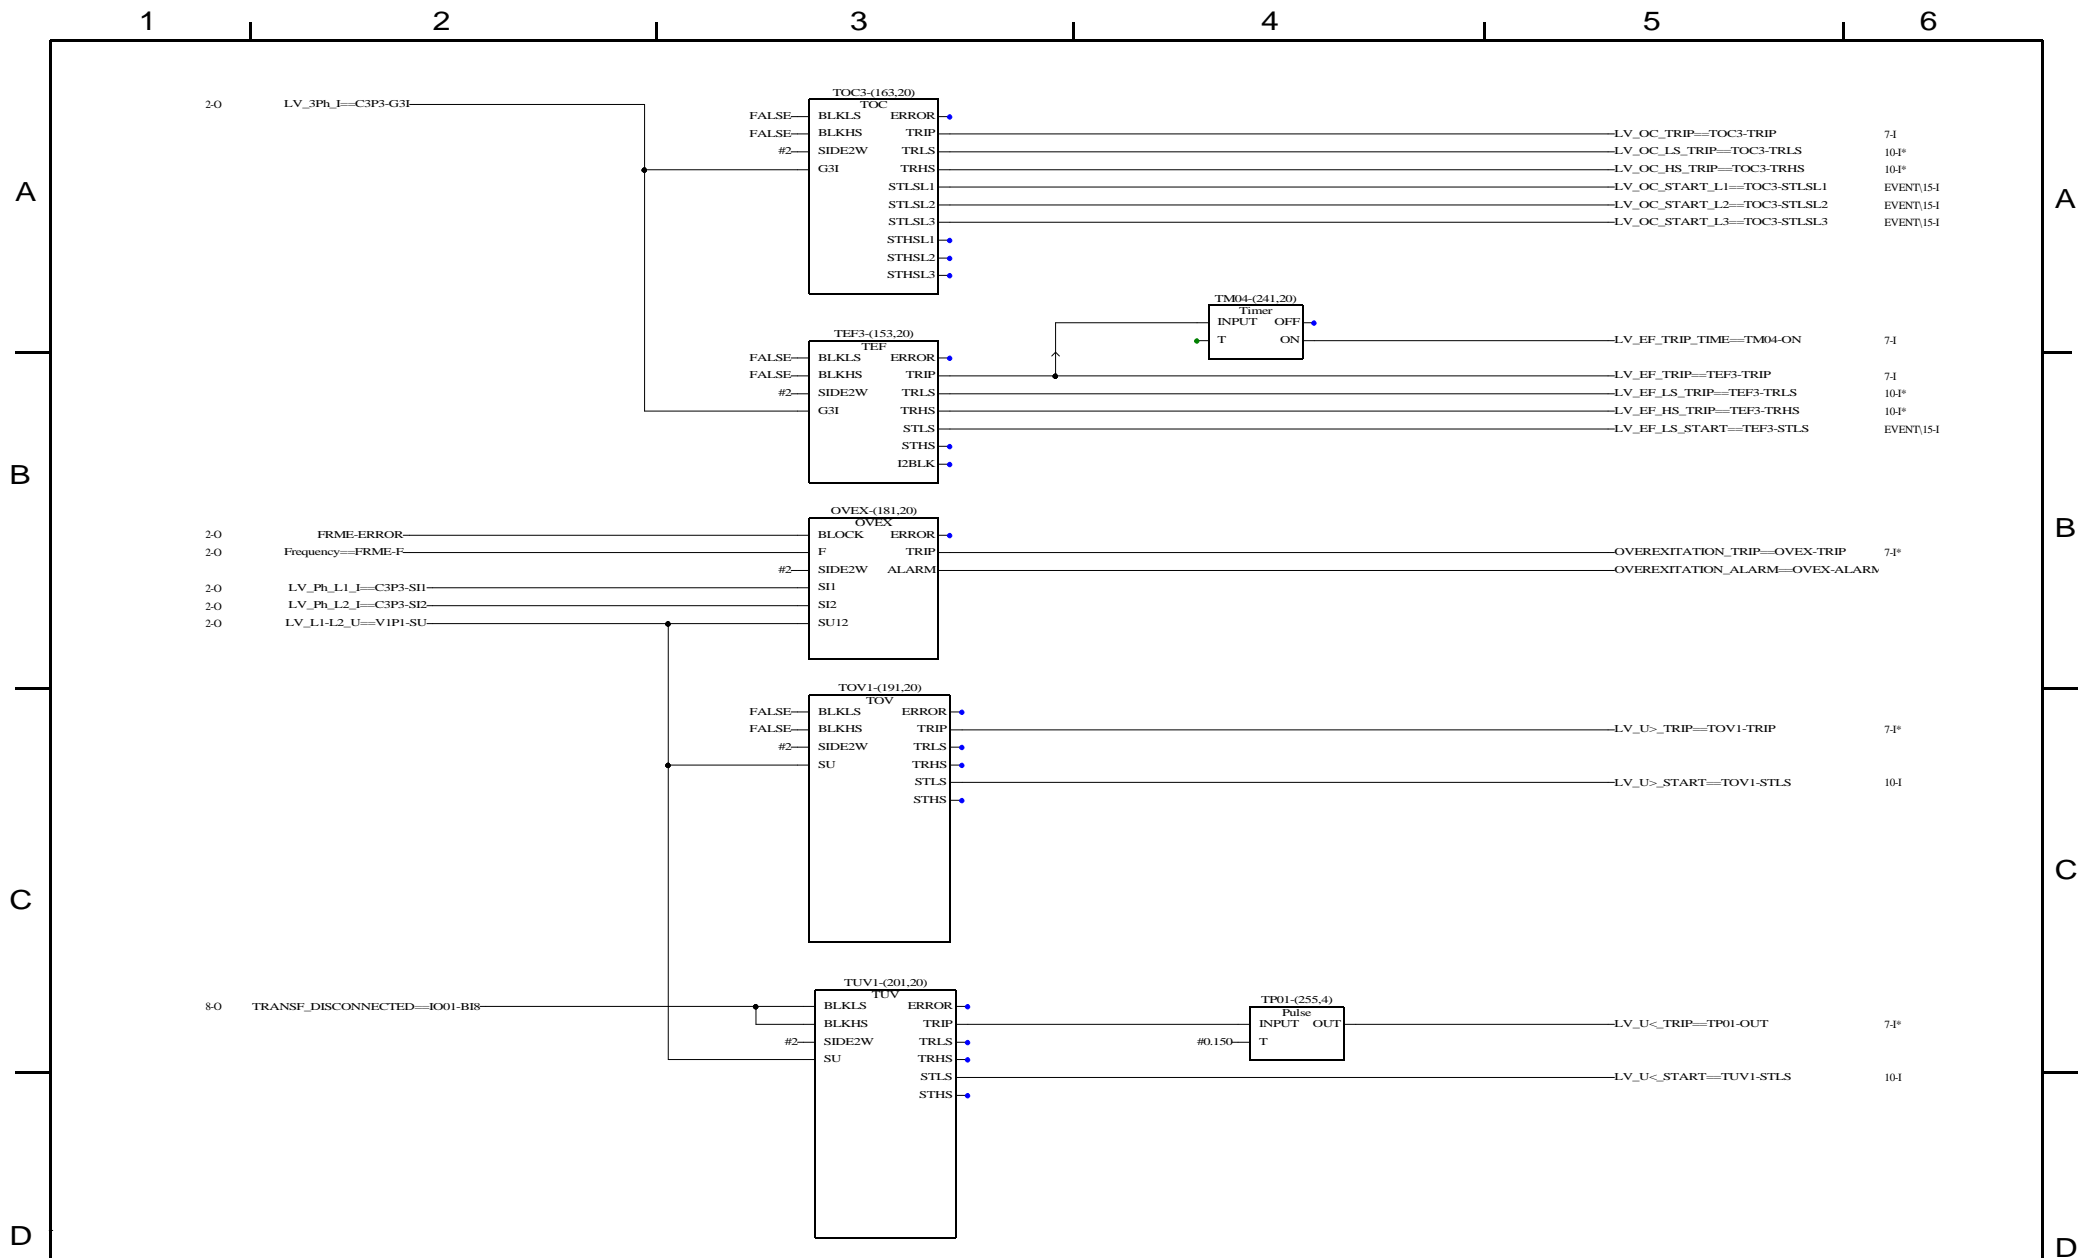 1 2 3 4 5 6
TOC3-(163,20)
2-O LV_3Ph_I==C3P3-G3I TOC
FALSE BLKLS ERROR
FALSE BLKHS TRIP LV_OC_TRIP==TOC3-TRIP 7-I
#2 SIDE2W TRLS LV_OC_LS_TRIP==TOC3-TRLS 10-I*
G3I TRHS LV_OC_HS_TRIP==TOC3-TRHS 10-I*
A STLSL1 LV_OC_START_L1==TOC3-STLSL1 EVENT\15-I A
STLSL2 LV_OC_START_L2==TOC3-STLSL2 EVENT\15-I
STLSL3 LV_OC_START_L3==TOC3-STLSL3 EVENT\15-I
STHSL1
STHSL2
STHSL3
TM04-(241,20)
Timer
INPUT OFF
TEF3-(153,20)
T ON LV_EF_TRIP_TIME==TM04-ON 7-I
TEF
FALSE BLKLS ERROR
FALSE BLKHS TRIP LV_EF_TRIP==TEF3-TRIP 7-I
#2 SIDE2W TRLS LV_EF_LS_TRIP==TEF3-TRLS 10-I*
G3I TRHS LV_EF_HS_TRIP==TEF3-TRHS 10-I*
STLS LV_EF_LS_START==TEF3-STLS EVENT\15-I
STHS
I2BLK
B
OVEX-(181,20)
OVEX
B
2-O FRME-ERROR BLOCK ERROR
2-O Frequency==FRME-F F TRIP OVEREXITATION_TRIP==OVEX-TRIP 7-I*
#2 SIDE2W ALARM OVEREXITATION_ALARM==OVEX-ALARM
2-O LV_Ph_L1_I==C3P3-SI1 SI1
2-O LV_Ph_L2_I==C3P3-SI2 SI2
2-O LV_L1-L2_U==V1P1-SU SU12
TOV1-(191,20)
TOV
FALSE BLKLS ERROR
FALSE BLKHS TRIP LV_U>_TRIP==TOV1-TRIP 7-I*
#2 SIDE2W TRLS
SU TRHS
STLS LV_U>_START==TOV1-STLS 10-I
STHS
C C
TUV1-(201,20)
TUV
8-O TRANSF_DISCONNECTED==IO01-BI8 BLKLS ERROR
TP01-(255,4)
Pulse
BLKHS TRIP INPUT OUT LV_U<_TRIP==TP01-OUT 7-I*
#2 SIDE2W TRLS #0.150 T
SU TRHS
STLS LV_U<_START==TUV1-STLS 10-I
STHS
D D